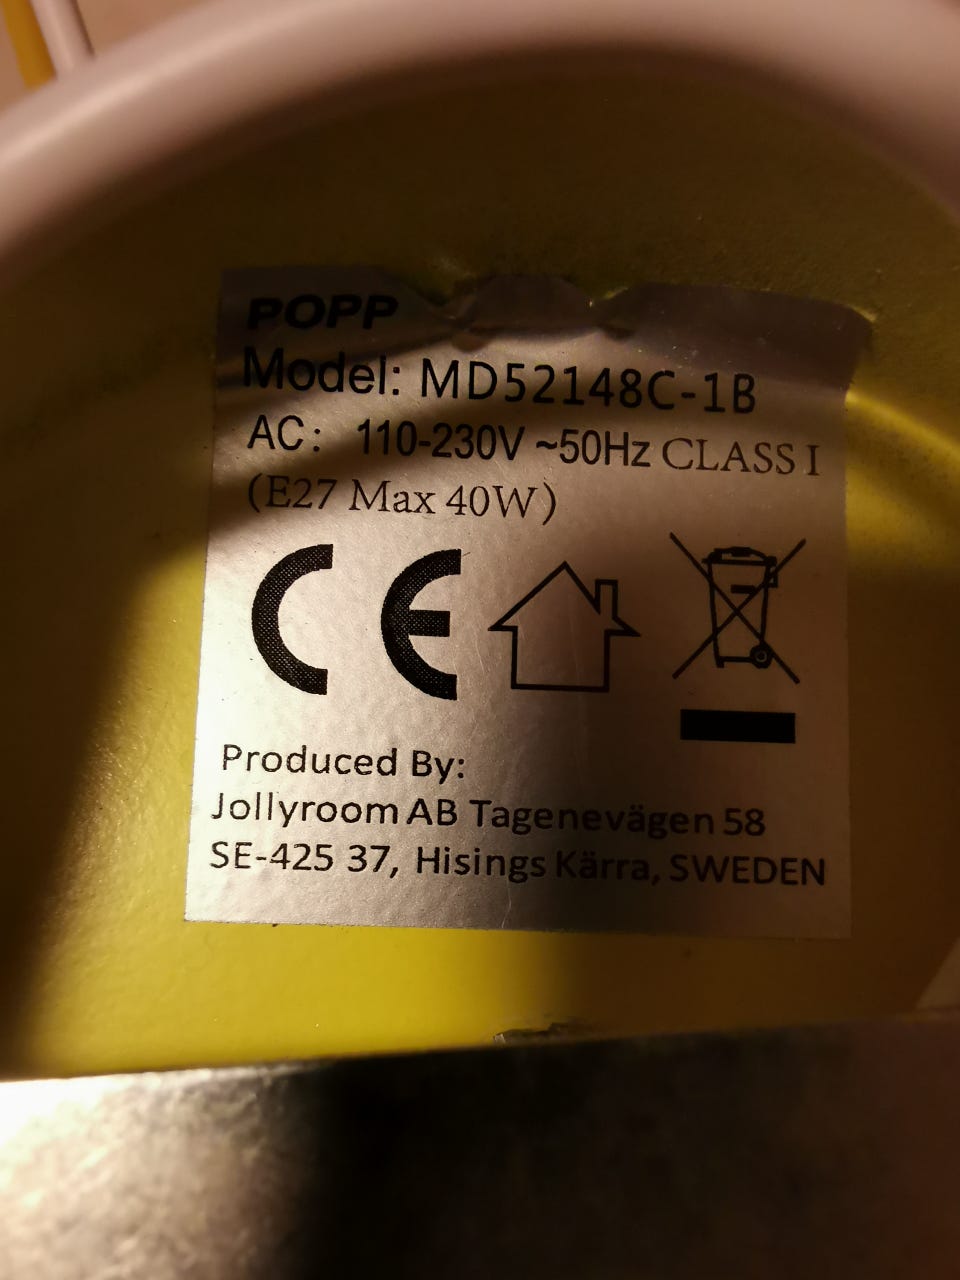 POPP
Model: MD52148C-1B
AC: 110-230V ~50Hz CLASS I
(E27 Max 40W)
CE
Produced By:
Jollyroom AB Tagenevägen 58
SE-425 37, Hisings Kärra, SWEDEN